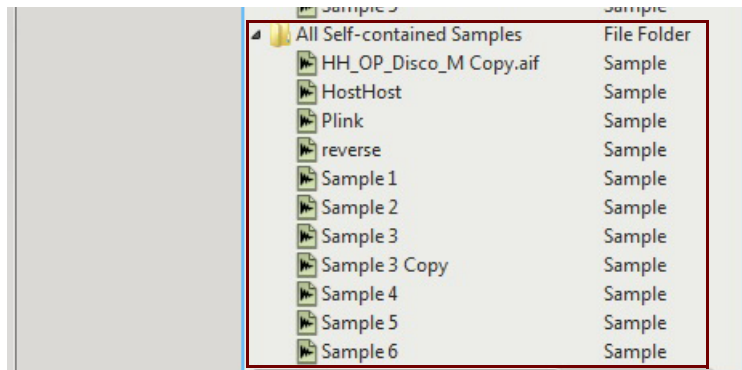 All Self-contained Samples File Folder
HH_OP_Disco_M Copy.aif Sample
HostHost Sample
Plink Sample
reverse Sample
Sample 1 Sample
Sample 2 Sample
Sample 3 Sample
Sample 3 Copy Sample
Sample 4 Sample
Sample 5 Sample
Sample 6 Sample